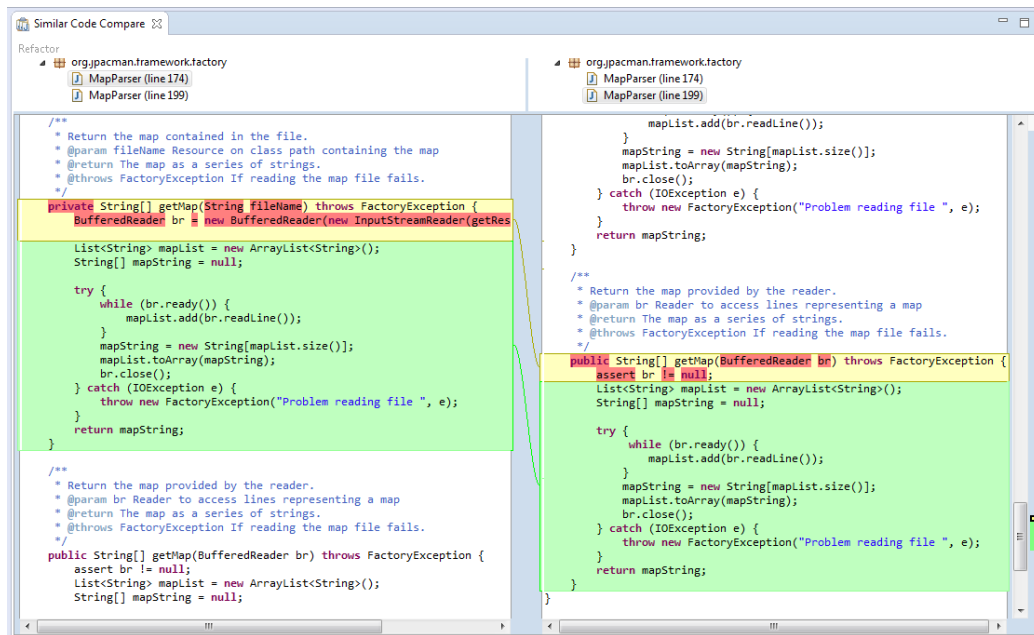 Similar Code Compare
Refactor
org.jpacman.framework.factory
MapParser (line 174)
MapParser (line 199)
/**
* Return the map contained in the file.
* @param fileName Resource on class path containing the map
* @return The map as a series of strings.
* @throws FactoryException If reading the map file fails.
*/
private String[] getMap(String fileName) throws FactoryException {
BufferedReader br = new BufferedReader(new InputStreamReader(getRes
List<String> mapList = new ArrayList<String>();
String[] mapString = null;
try {
while (br.ready()) {
mapList.add(br.readLine());
}
mapString = new String[mapList.size()];
mapList.toArray(mapString);
br.close();
} catch (IOException e) {
throw new FactoryException("Problem reading file ", e);
}
return mapString;
}
/**
* Return the map provided by the reader.
* @param br Reader to access lines representing a map
* @return The map as a series of strings.
* @throws FactoryException If reading the map file fails.
*/
public String[] getMap(BufferedReader br) throws FactoryException {
assert br != null;
List<String> mapList = new ArrayList<String>();
String[] mapString = null;
org.jpacman.framework.factory
MapParser (line 174)
MapParser (line 199)
mapList.add(br.readLine());
}
mapString = new String[mapList.size()];
mapList.toArray(mapString);
br.close();
} catch (IOException e) {
throw new FactoryException("Problem reading file ", e);
}
return mapString;
}
/**
* Return the map provided by the reader.
* @param br Reader to access lines representing a map
* @return The map as a series of strings.
* @throws FactoryException If reading the map file fails.
*/
public String[] getMap(BufferedReader br) throws FactoryException {
assert br != null;
List<String> mapList = new ArrayList<String>();
String[] mapString = null;
try {
while (br.ready()) {
mapList.add(br.readLine());
}
mapString = new String[mapList.size()];
mapList.toArray(mapString);
br.close();
} catch (IOException e) {
throw new FactoryException("Problem reading file ", e);
}
return mapString;
}
}